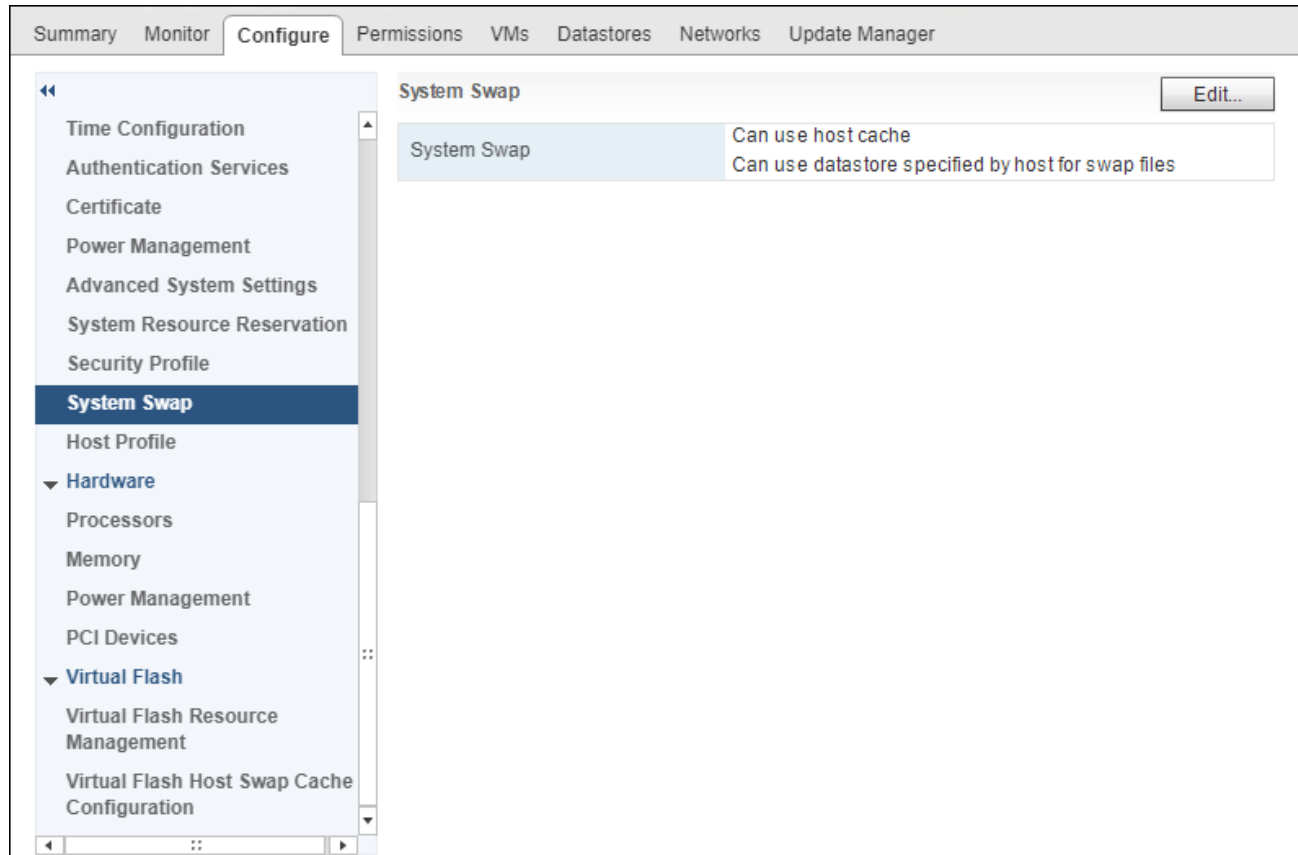 Summary Monitor Configure Permissions VMs Datastores Networks Update Manager
Time Configuration
Authentication Services
Certificate
Power Management
Advanced System Settings
System Resource Reservation
Security Profile
System Swap
Host Profile
Hardware
Processors
Memory
Power Management
PCI Devices
Virtual Flash
Virtual Flash Resource
Management
Virtual Flash Host Swap Cache
Configuration
System Swap
Edit...
System Swap
Can use host cache
Can use datastore specified by host for swap files